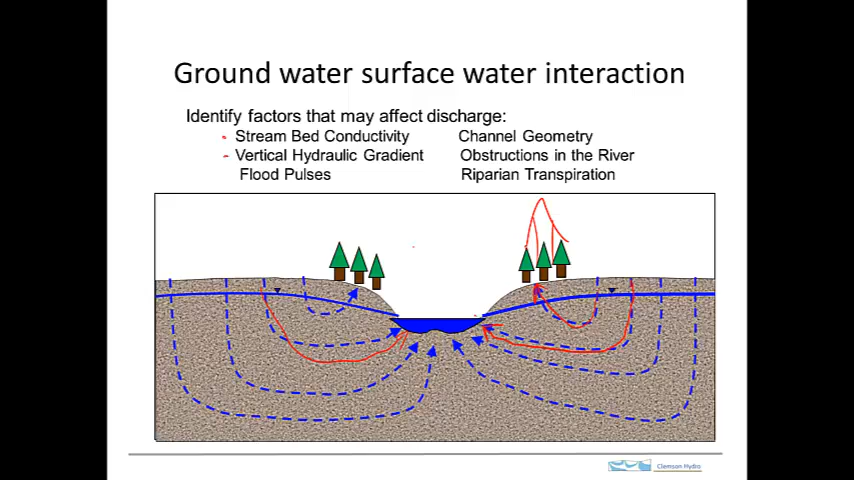 Ground water surface water interaction
Identify factors that may affect discharge:
Stream Bed Conductivity Channel Geometry
Vertical Hydraulic Gradient Obstructions in the River
Flood Pulses Riparian Transpiration
Clemson Hydro